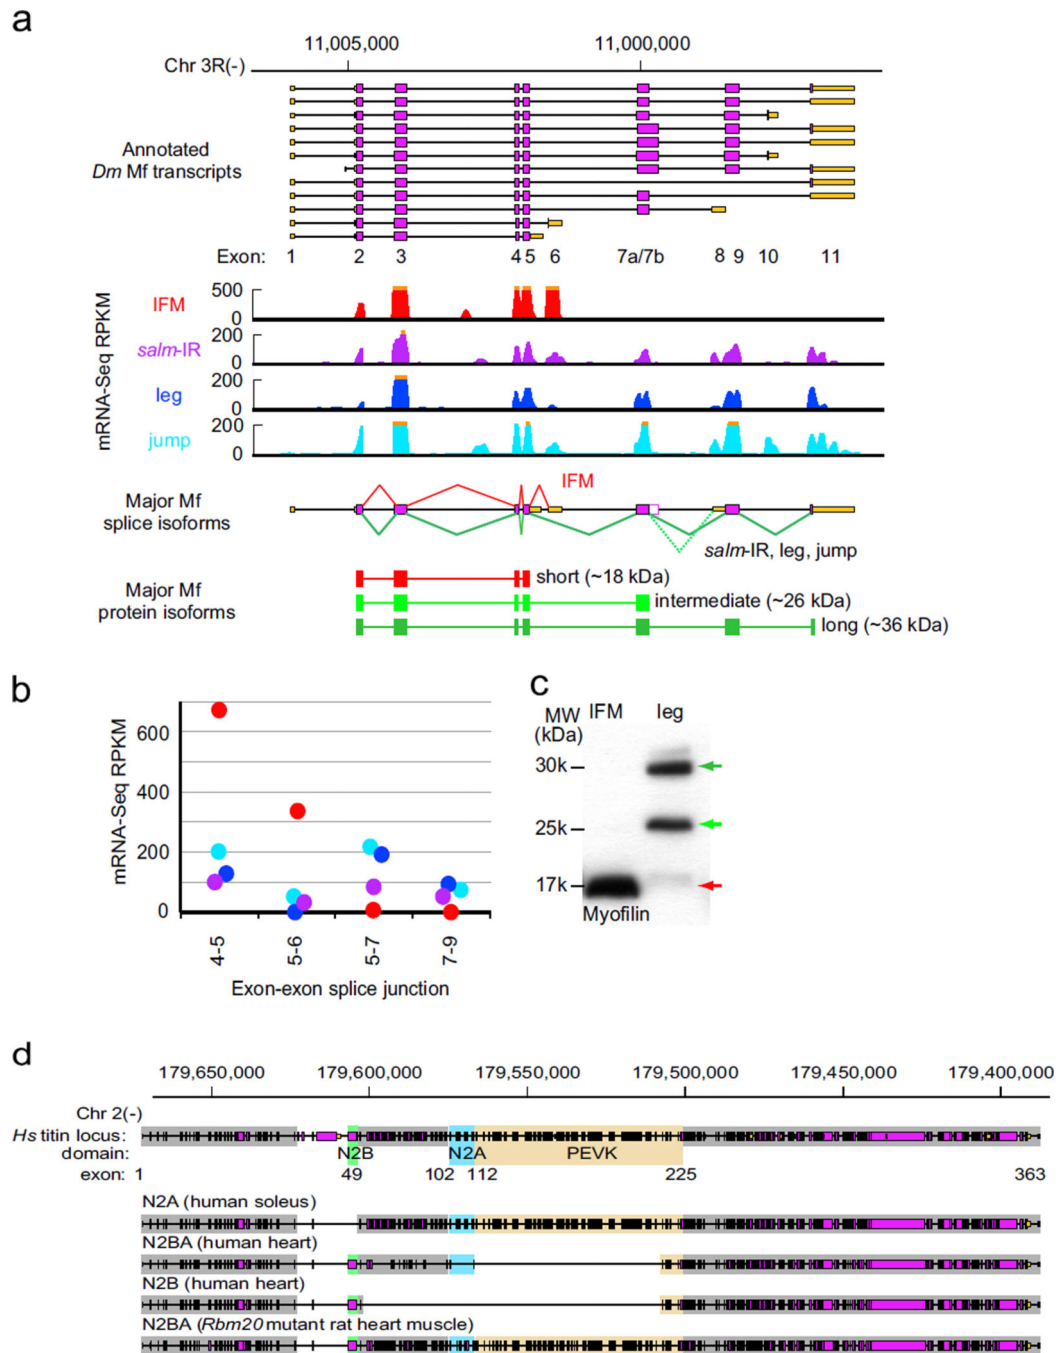 a
11,005,000 11,000,000
Chr 3R(-)
Annotated
Dm Mf transcripts
Exon: 1 2 3 4 5 6 7a/7b 8 9 10 11
mRNA-Seq RPKM
500
IFM
0
200
salm-IR
0
200
leg
0
200
jump
0
Major Mf
splice isoforms
IFM
salm-IR, leg, jump
Major Mf
protein isoforms
short (~18 kDa)
intermediate (~26 kDa)
long (~36 kDa)
b
mRNA-Seq RPKM
600
400
200
0
4-5 5-6 5-7 7-9
Exon-exon splice junction
c
MW IFM leg
(kDa)
30k
25k
17k
Myofilin
d
179,650,000 179,600,000 179,550,000 179,500,000 179,450,000 179,400,000
Chr 2(-)
Hs titin locus:
domain: N2B N2A PEVK
exon: 1 49 102 112 225 363
N2A (human soleus)
N2BA (human heart)
N2B (human heart)
N2BA (Rbm20 mutant rat heart muscle)